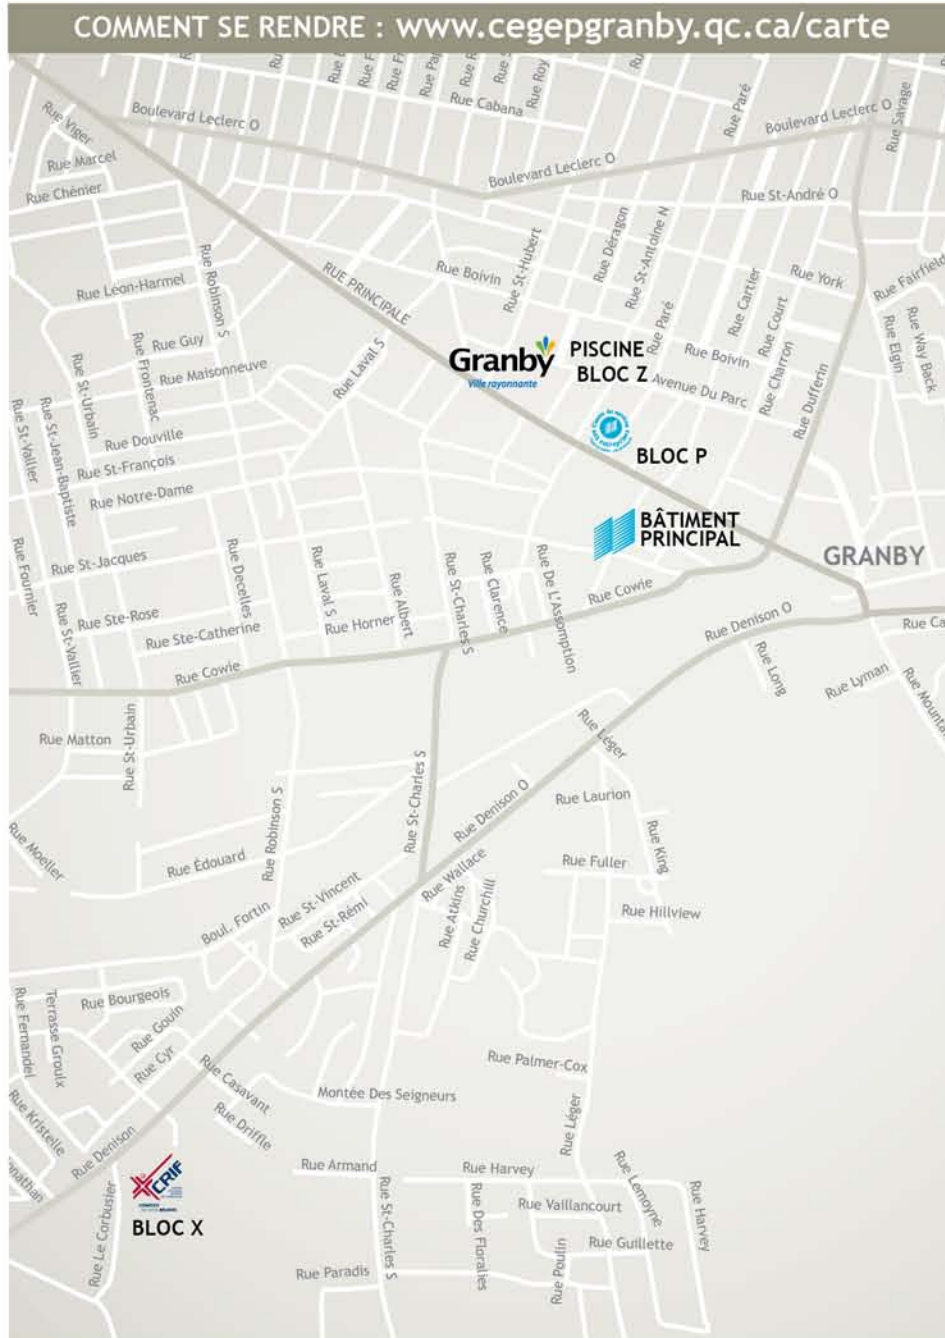 COMMENT SE RENDRE : www.cegepgranby.qc.ca/carte
Rue Cabana
Rue Roy
Rue Paré
Rue Savage
Boulevard Leclerc O
Boulevard Leclerc O
Rue Viger
Rue Marcel
Rue Chénier
Boulevard Leclerc O
Rue St-André O
Rue Robinson S
Rue St-Hubert
Rue Déragon
Rue St-Antoine N
Rue Boivin
RUE PRINCIPALE
Rue Léon-Harmel
Rue Cartier
Rue York
Rue Fairfield
Rue Court
Rue Paré
Rue Elgin
Rue Way Back
Rue Guy
Rue Frontenac
Rue Maisonneuve
Rue Laval S
Granby
Ville rayonnante
PISCINE
BLOC Z
Rue Boivin
Avenue Du Parc
Rue Charron
Rue Dufferin
Rue St-Urbain
Rue St-Vallier
Rue St-Jean-Baptiste
Rue Douville
Rue St-François
Rue Notre-Dame
BLOC P
BÂTIMENT
PRINCIPAL
GRANBY
Rue Fournier
Rue St-Jacques
Rue Decelles
Rue Laval S
Rue Albert
Rue St-Charles S
Rue Clarence
Rue De L'Assomption
Rue Cowie
Rue Ste-Rose
Rue St-Vallier
Rue Ste-Catherine
Rue Horner
Rue Denison O
Rue Ca
Rue Cowie
Rue Long
Rue Lyman
Rue Mounta
Rue Matton
Rue St-Urbain
Rue Léger
Rue St-Charles S
Rue Denison O
Rue Laurion
Rue King
Rue Moeller
Rue Édouard
Rue Robinson S
Rue Wallace
Rue Fuller
Rue St-Vincent
Rue St-Rémi
Boul. Fortin
Rue Atkins
Rue Churchill
Rue Hillview
Rue Fernandel
Terrasse Groulx
Rue Bourgeois
Rue Gouin
Rue Cyr
Rue Casavant
Rue Driffle
Montée Des Seigneurs
Rue Palmer-Cox
Rue Léger
Rue Kristelle
onathan
Rue Denison
CRIF
BLOC X
Rue Le Corbusier
Rue Armand
Rue Harvey
Rue St-Charles S
Rue Des Floralies
Rue Vaillancourt
Rue Lemoyne
Rue Harvey
Rue Guillette
Rue Poulin
Rue Paradis